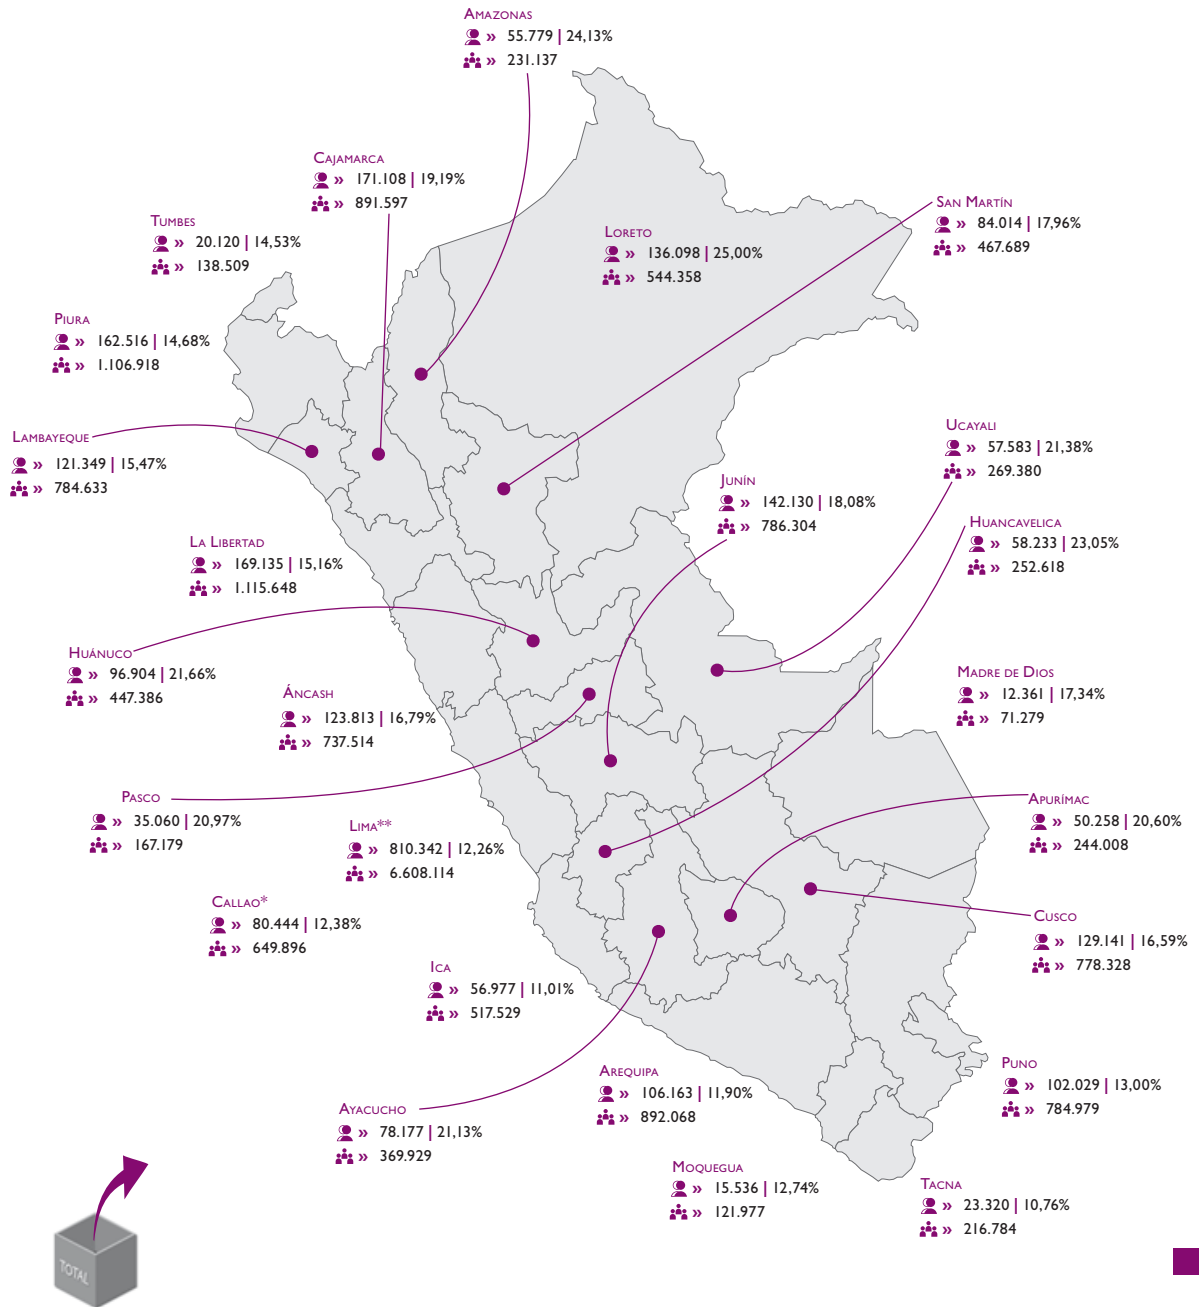 AMAZONAS
» 55.779 | 24,13%
» 231.137
CAJAMARCA
» 171.108 | 19,19%
» 891.597
TUMBES
» 20.120 | 14,53%
» 138.509
SAN MARTÍN
» 84.014 | 17,96%
» 467.689
LORETO
» 136.098 | 25,00%
» 544.358
PIURA
» 162.516 | 14,68%
» 1.106.918
LAMBAYEQUE
» 121.349 | 15,47%
» 784.633
UCAYALI
» 57.583 | 21,38%
» 269.380
JUNÍN
» 142.130 | 18,08%
» 786.304
HUANCAVELICA
» 58.233 | 23,05%
» 252.618
LA LIBERTAD
» 169.135 | 15,16%
» 1.115.648
HUÁNUCO
» 96.904 | 21,66%
» 447.386
MADRE DE DIOS
» 12.361 | 17,34%
» 71.279
ÁNCASH
» 123.813 | 16,79%
» 737.514
PASCO
» 35.060 | 20,97%
» 167.179
APURÍMAC
» 50.258 | 20,60%
» 244.008
LIMA**
» 810.342 | 12,26%
» 6.608.114
CALLAO*
» 80.444 | 12,38%
» 649.896
CUSCO
» 129.141 | 16,59%
» 778.328
ICA
» 56.977 | 11,01%
» 517.529
PUNO
» 102.029 | 13,00%
» 784.979
AREQUIPA
» 106.163 | 11,90%
» 892.068
AYACUCHO
» 78.177 | 21,13%
» 369.929
MOQUEGUA
» 15.536 | 12,74%
» 121.977
TACNA
» 23.320 | 10,76%
» 216.784
TOTAL